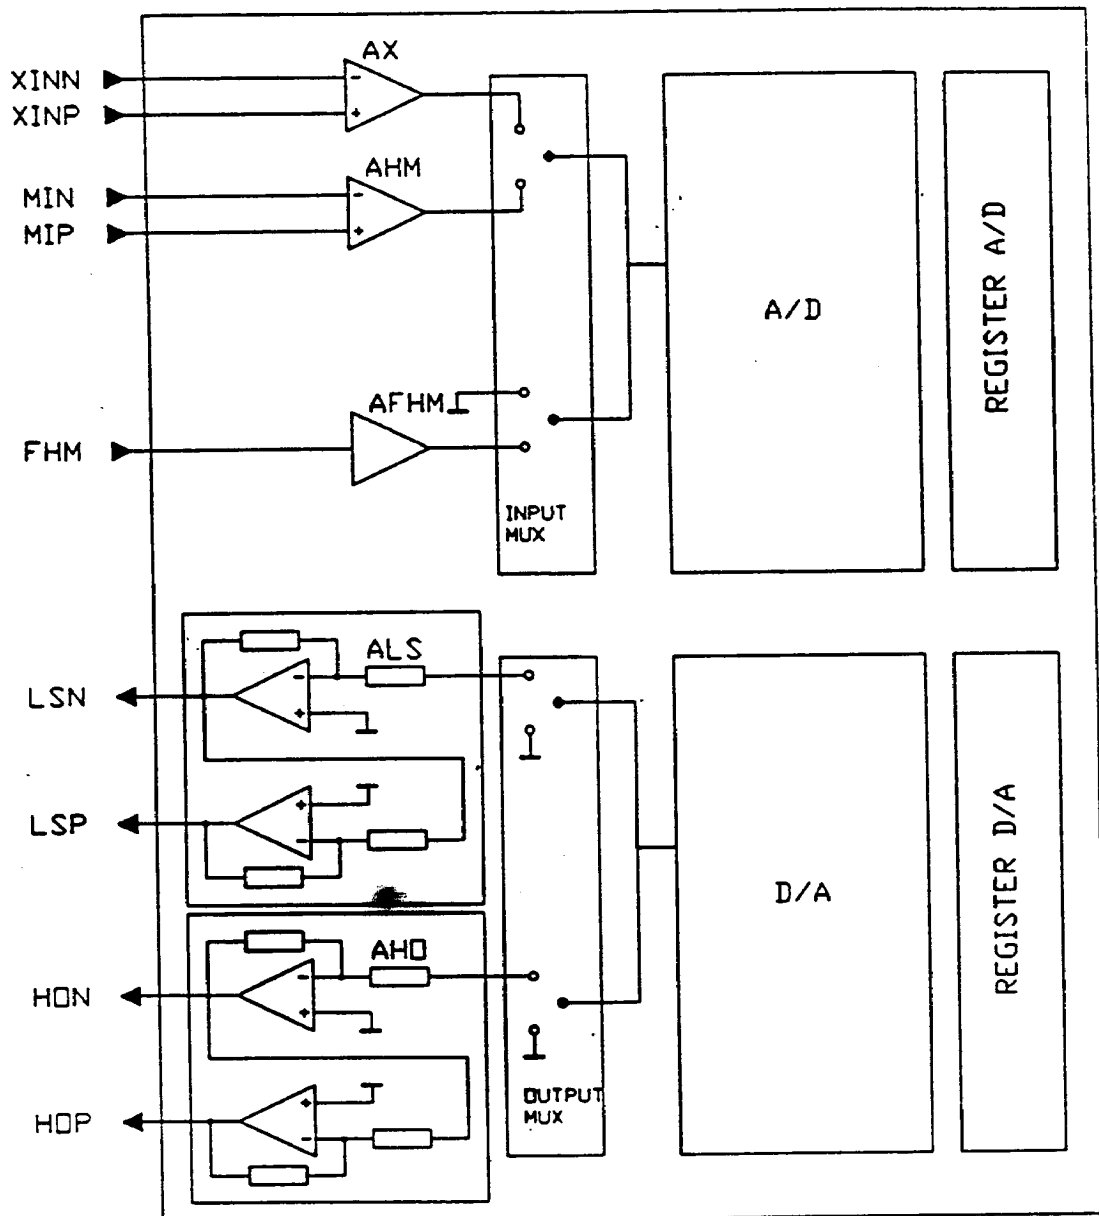 AX
XINN
XINP
AHM
MIN
MIP
AFHM
FHM
INPUT
MUX
A/D
REGISTER A/D
ALS
LSN
LSP
AHO
HON
HOP
OUTPUT
MUX
D/A
REGISTER D/A